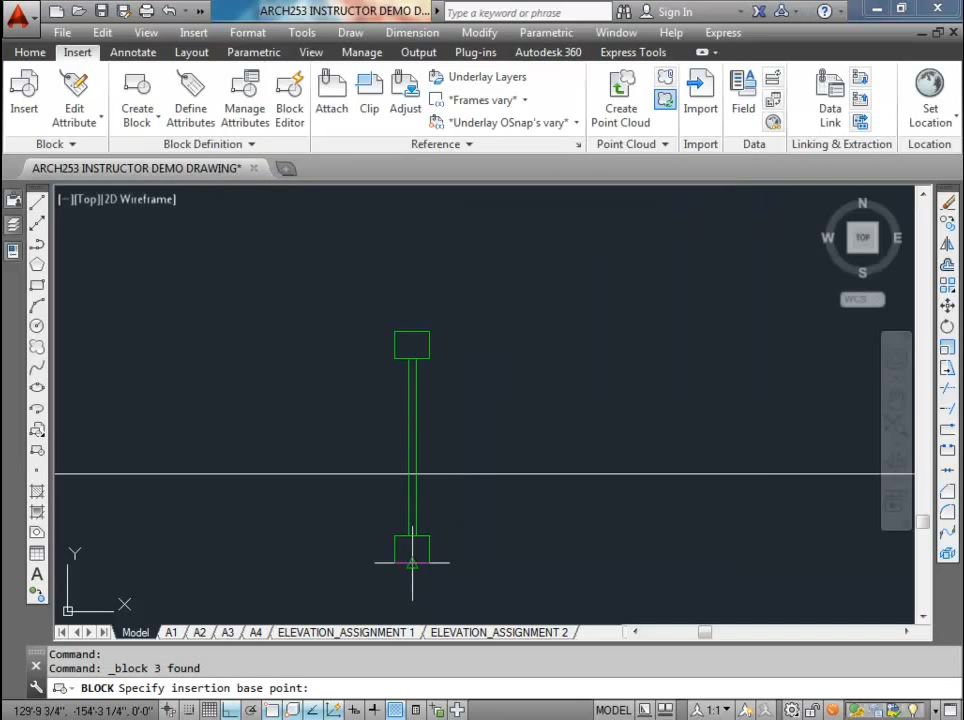 ARCH253 INSTRUCTOR DEMO D...
Type a keyword or phrase
Sign In
File Edit View Insert Format Tools Draw Dimension Modify Parametric Window Help Express
Home Insert Annotate Layout Parametric View Manage Output Plug-ins Autodesk 360 Express Tools
Insert
Edit Attribute
Create Block
Define Attributes
Manage Attributes
Block Editor
Attach
Clip
Adjust
Underlay Layers
*Frames vary*
*Underlay OSnap's vary*
Create Point Cloud
Import
Field
Data Link
Set Location
Block Block Definition Reference Point Cloud Import Data Linking & Extraction Location
ARCH253 INSTRUCTOR DEMO DRAWING*
[−][Top][2D Wireframe]
N
W TOP E
S
WCS
Y
X
Model A1 A2 A3 A4 ELEVATION_ASSIGNMENT 1 ELEVATION_ASSIGNMENT 2
Command:
Command: _block 3 found
BLOCK Specify insertion base point:
129'-9 3/4", -154'-3 1/4", 0'-0" MODEL 1:1